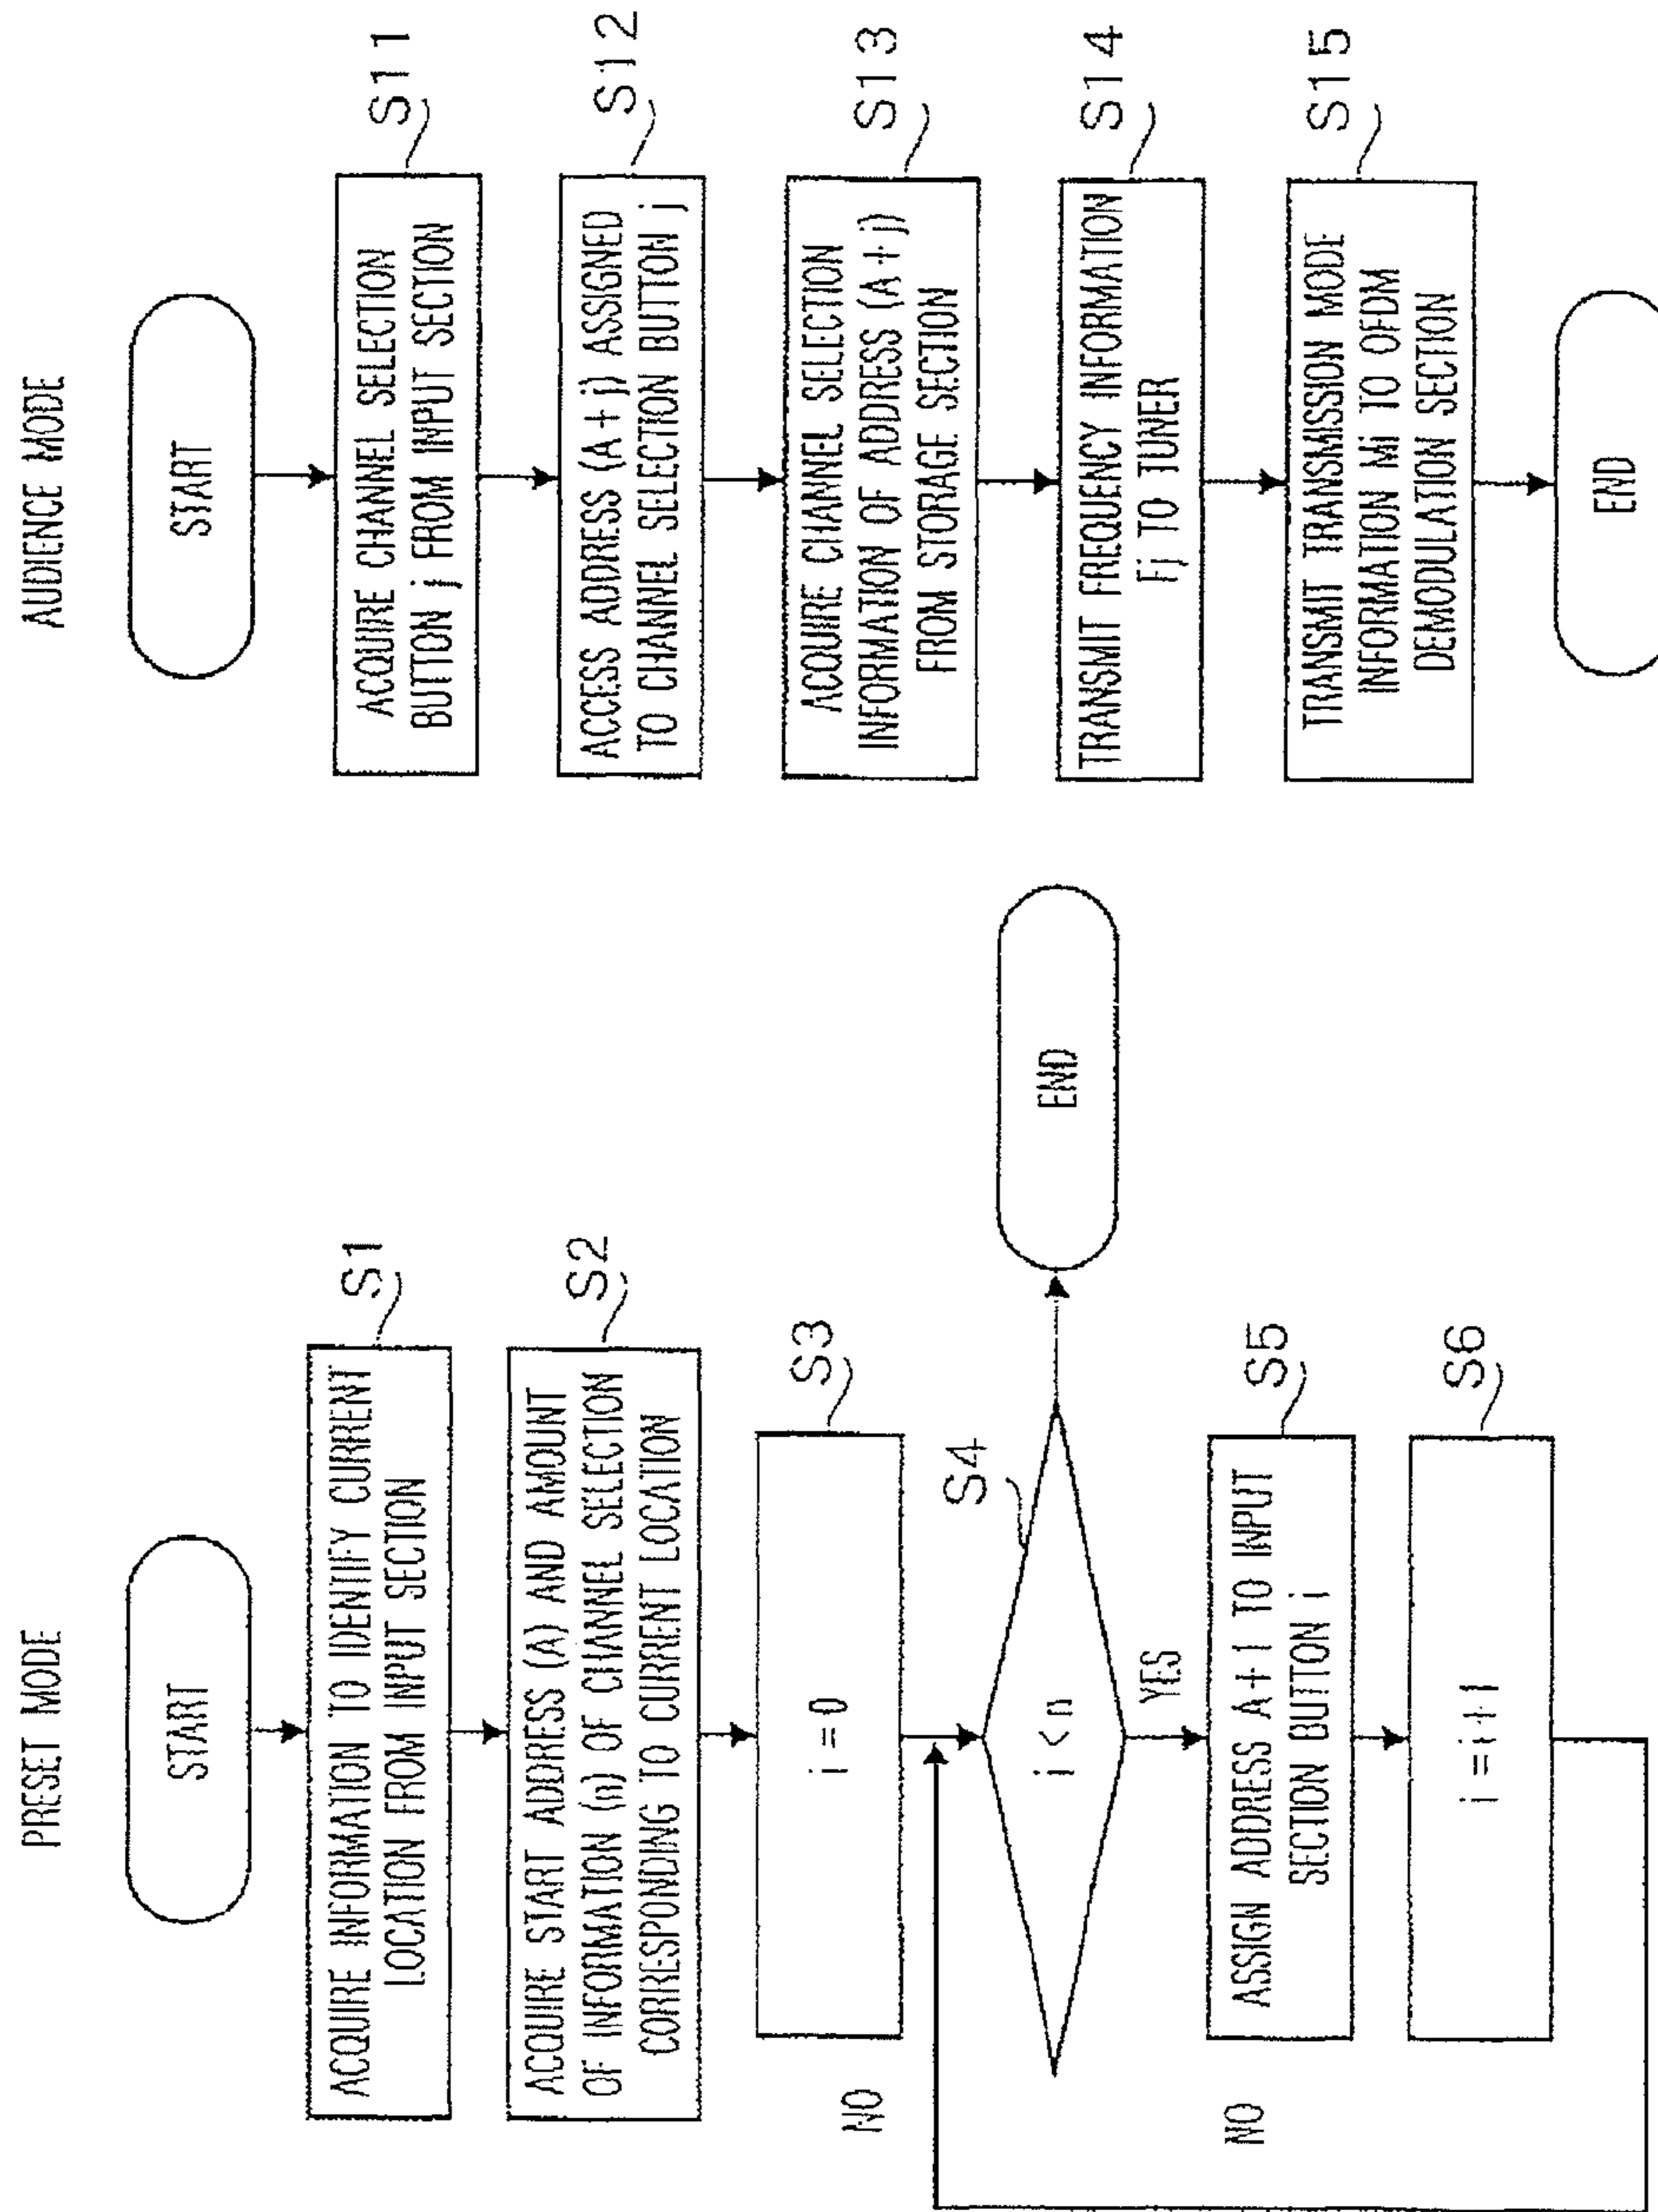 PRESET MODE
START
ACQUIRE INFORMATION TO IDENTIFY CURRENT
LOCATION FROM INPUT SECTION
S1
ACQUIRE START ADDRESS (A) AND AMOUNT
OF INFORMATION (n) OF CHANNEL SELECTION
CORRESPONDING TO CURRENT LOCATION
S2
i = 0
S3
NO
i < n
S4
YES
END
ASSIGN ADDRESS A + 1 TO INPUT
SECTION BUTTON i
S5
i = i + 1
S6
NO
AUDIENCE MODE
START
ACQUIRE CHANNEL SELECTION
BUTTON j FROM INPUT SECTION
S11
ACCESS ADDRESS (A + j) ASSIGNED
TO CHANNEL SELECTION BUTTON j
S12
ACQUIRE CHANNEL SELECTION
INFORMATION OF ADDRESS (A + j)
FROM STORAGE SECTION
S13
TRANSMIT FREQUENCY INFORMATION
Fj TO TUNER
S14
TRANSMIT TRANSMISSION MODE
INFORMATION Mi TO OFDM
DEMODULATION SECTION
S15
END